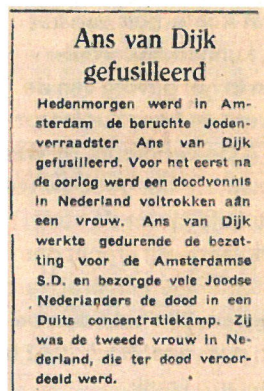 Ans van Dijk
gefusilleerd
Hedenmorgen werd in Am-
sterdam de beruchte Joden-
verraadster Ans van Dijk
gefusilleerd. Voor het eerst na
de oorlog werd een doodvonnis
in Nederland voltrokken aan
een vrouw. Ans van Dijk
werkte gedurende de bezet-
ting voor de Amsterdamse
S.D. en bezorgde vele Joodse
Nederlanders de dood in een
Duits concentratiekamp. Zij
was de tweede vrouw in Ne-
derland, die ter dood veroor-
deeld werd.